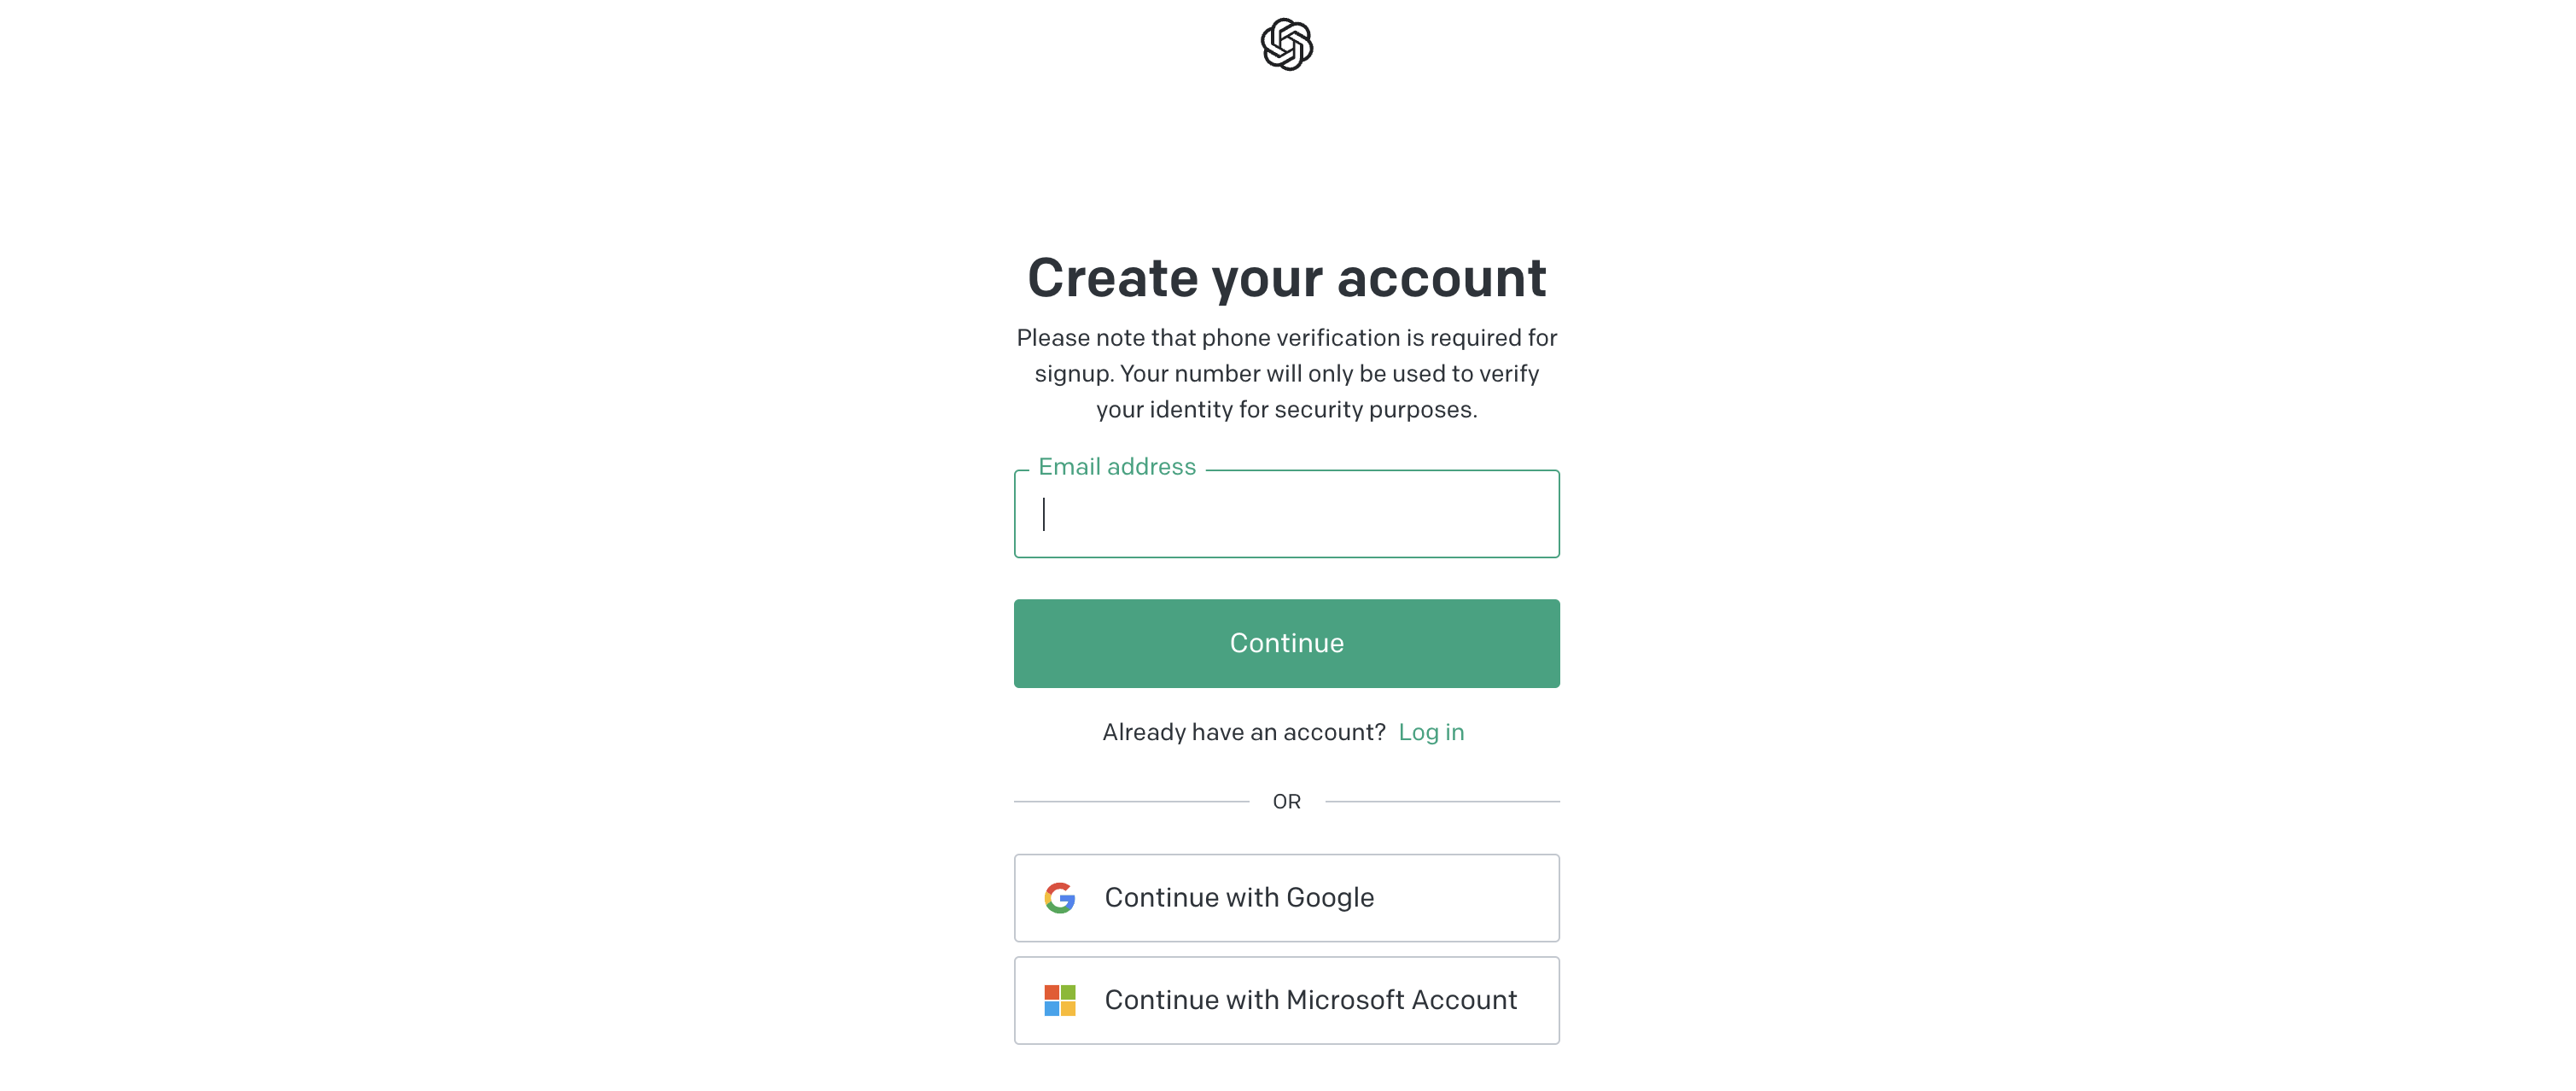 Create your account
Please note that phone verification is required for
signup. Your number will only be used to verify
your identity for security purposes.
Email address
Continue
Already have an account? Log in
OR
Continue with Google
Continue with Microsoft Account